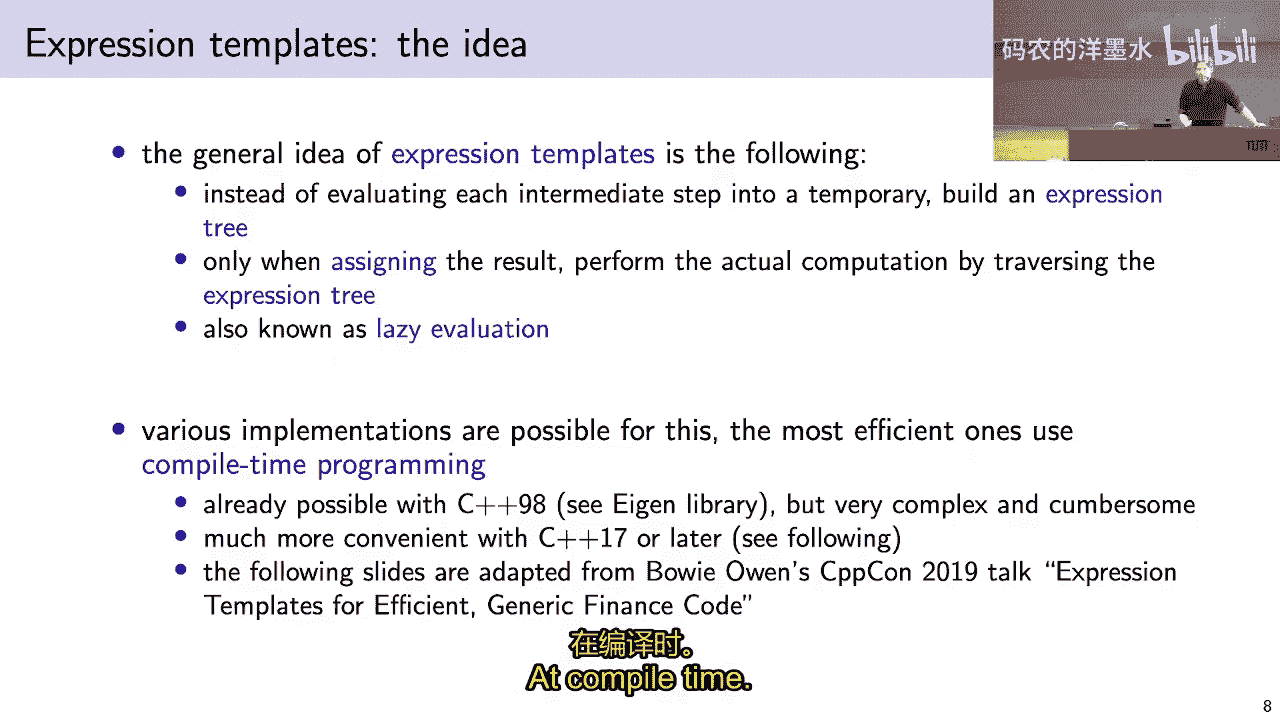 Expression templates: the idea
码农的洋墨水 bilibili
TUM
• the general idea of expression templates is the following:
• instead of evaluating each intermediate step into a temporary, build an expression
tree
• only when assigning the result, perform the actual computation by traversing the
expression tree
• also known as lazy evaluation
• various implementations are possible for this, the most efficient ones use
compile-time programming
• already possible with C++98 (see Eigen library), but very complex and cumbersome
• much more convenient with C++17 or later (see following)
• the following slides are adapted from Bowie Owen's CppCon 2019 talk “Expression
Templates for Efficient, Generic Finance Code”
在编译时。
At compile time.
8